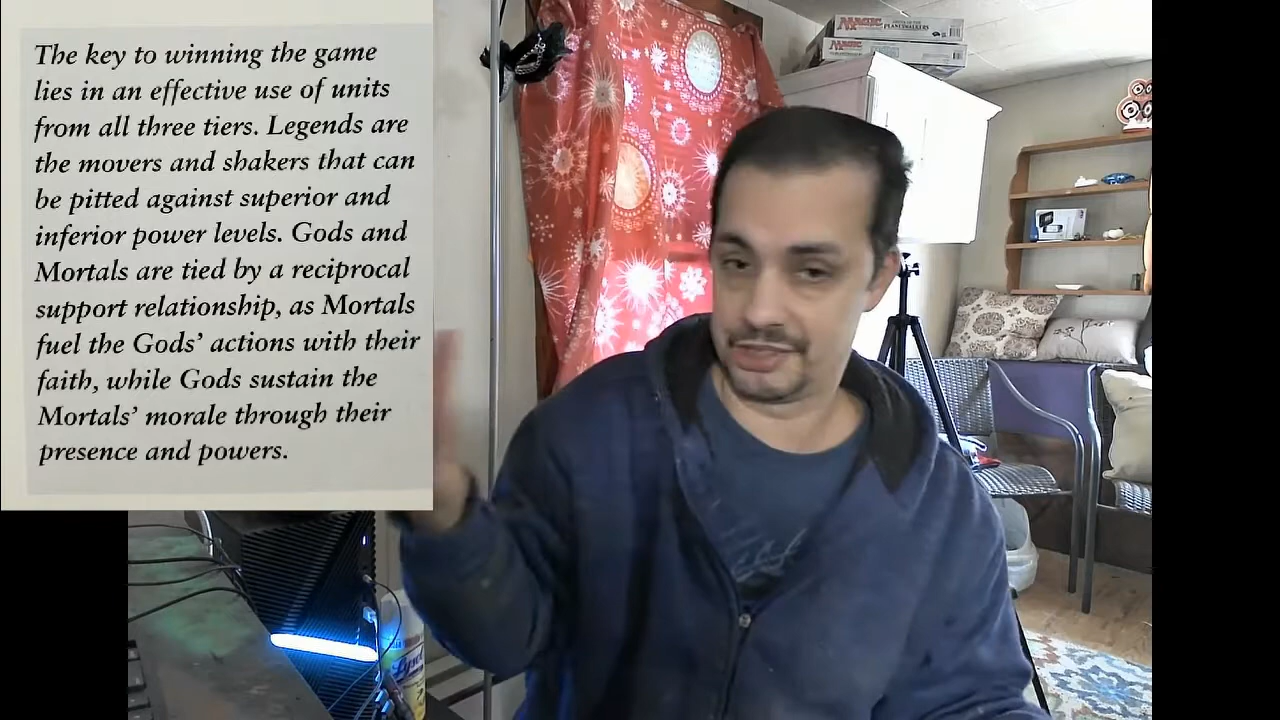 The key to winning the game
lies in an effective use of units
from all three tiers. Legends are
the movers and shakers that can
be pitted against superior and
inferior power levels. Gods and
Mortals are tied by a reciprocal
support relationship, as Mortals
fuel the Gods' actions with their
faith, while Gods sustain the
Mortals' morale through their
presence and powers.
MAGIC
PLANESWALKERS
MAGIC
Lysol